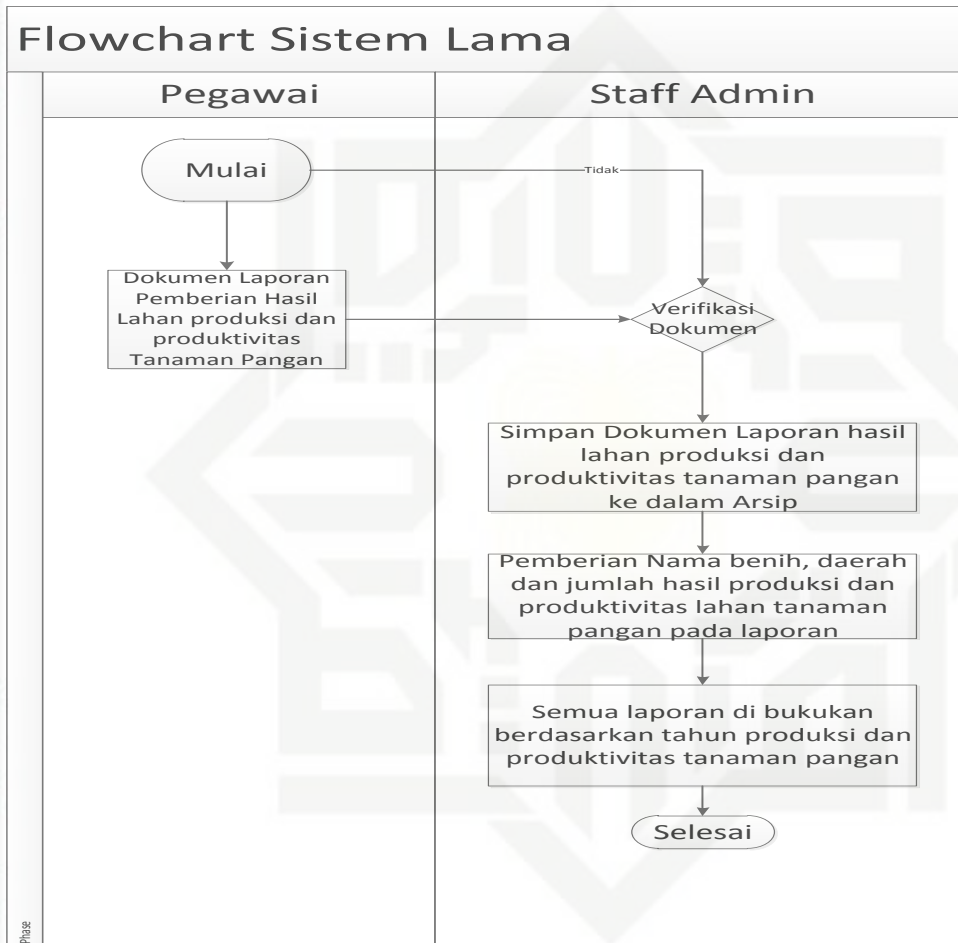 Flowchart Sistem Lama
Pegawai
Staff Admin
Mulai
Tidak
Dokumen Laporan
Pemberian Hasil
Lahan produksi dan
produktivitas
Tanaman Pangan
Verifikasi
Dokumen
Simpan Dokumen Laporan hasil
lahan produksi dan
produktivitas tanaman pangan
ke dalam Arsip
Pemberian Nama benih, daerah
dan jumlah hasil produksi dan
produktivitas lahan tanaman
pangan pada laporan
Semua laporan di bukukan
berdasarkan tahun produksi dan
produktivitas tanaman pangan
Selesai
Phase